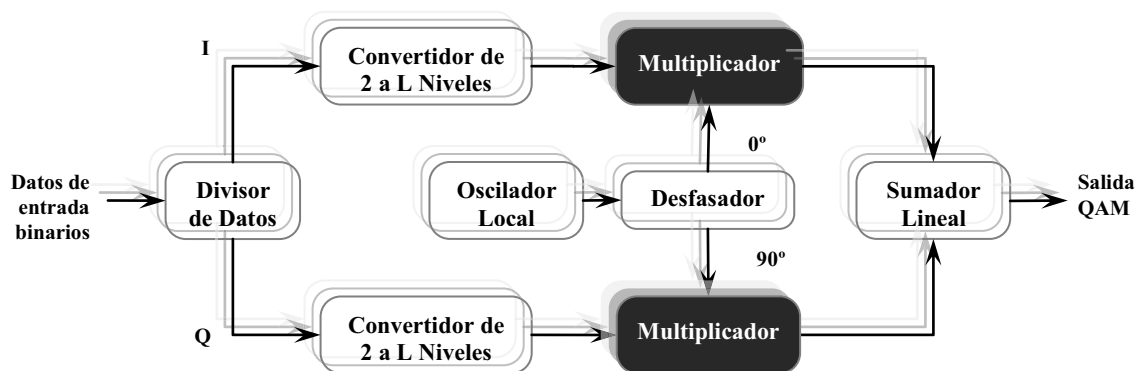 I
Convertidor de
2 a L Niveles
Multiplicador
0º
Datos de
entrada
binarios
Divisor
de Datos
Oscilador
Local
Desfasador
Sumador
Lineal
Salida
QAM
90º
Q
Convertidor de
2 a L Niveles
Multiplicador